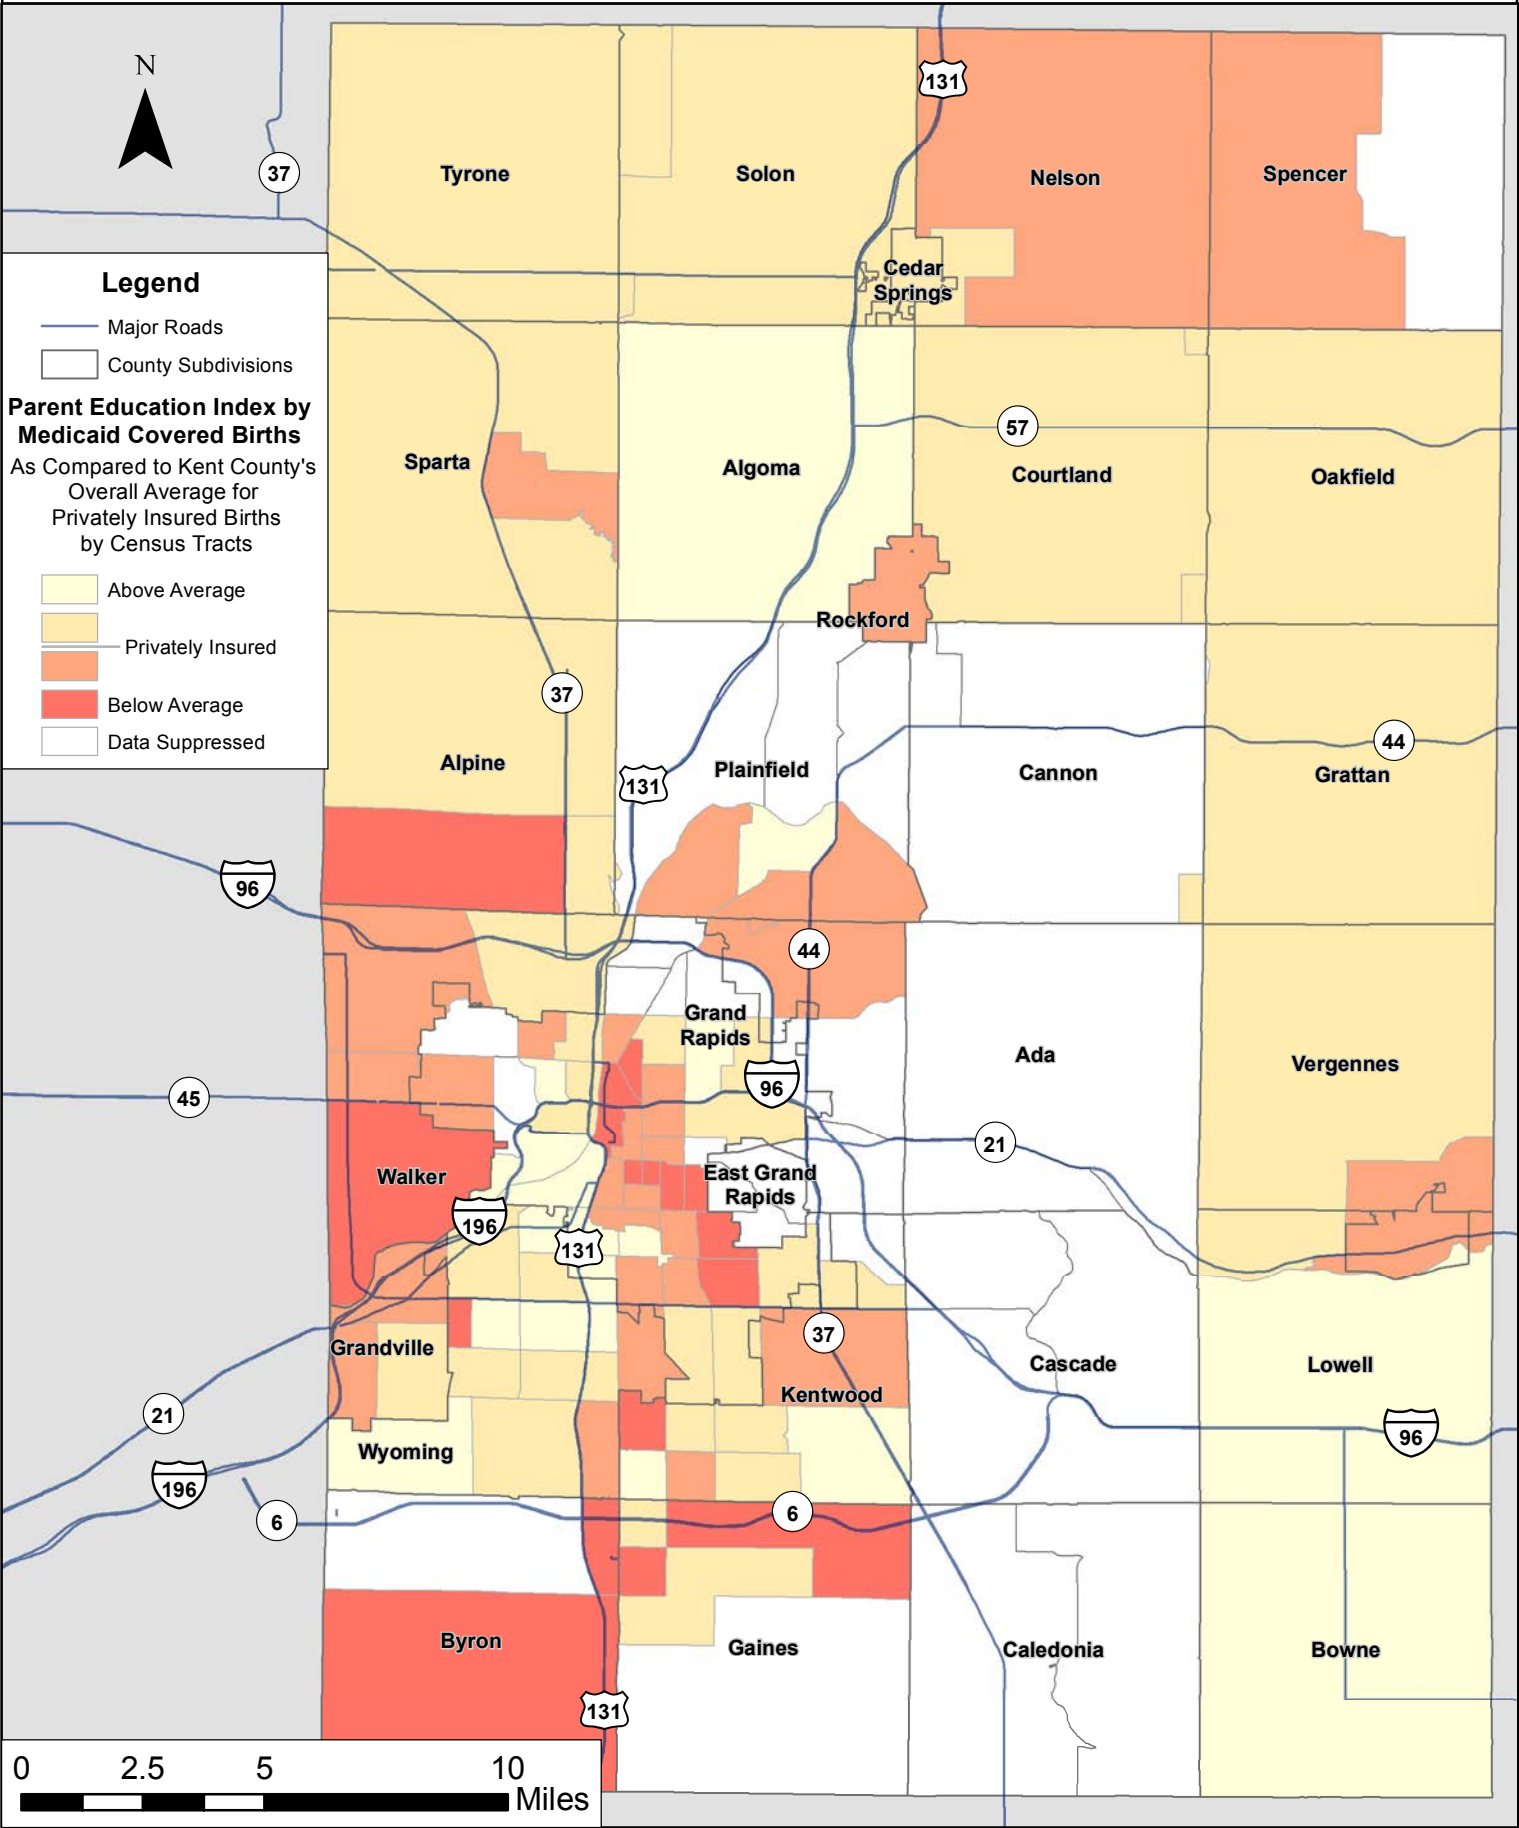 N
131
37
Tyrone
Solon
Nelson
Spencer
Cedar
Springs
Legend
Major Roads
County Subdivisions
Parent Education Index by
Medicaid Covered Births
As Compared to Kent County's
Overall Average for
Privately Insured Births
by Census Tracts
Above Average
Privately Insured
Below Average
Data Suppressed
57
Sparta
Algoma
Courtland
Oakfield
Rockford
37
44
Alpine
131
Plainfield
Cannon
Grattan
96
44
Grand
Rapids
Ada
Vergennes
45
96
21
Walker
East Grand
Rapids
196
131
37
Grandville
Cascade
Lowell
Kentwood
21
Wyoming
96
196
6
6
Byron
Gaines
Caledonia
Bowne
131
0 2.5 5 10
Miles